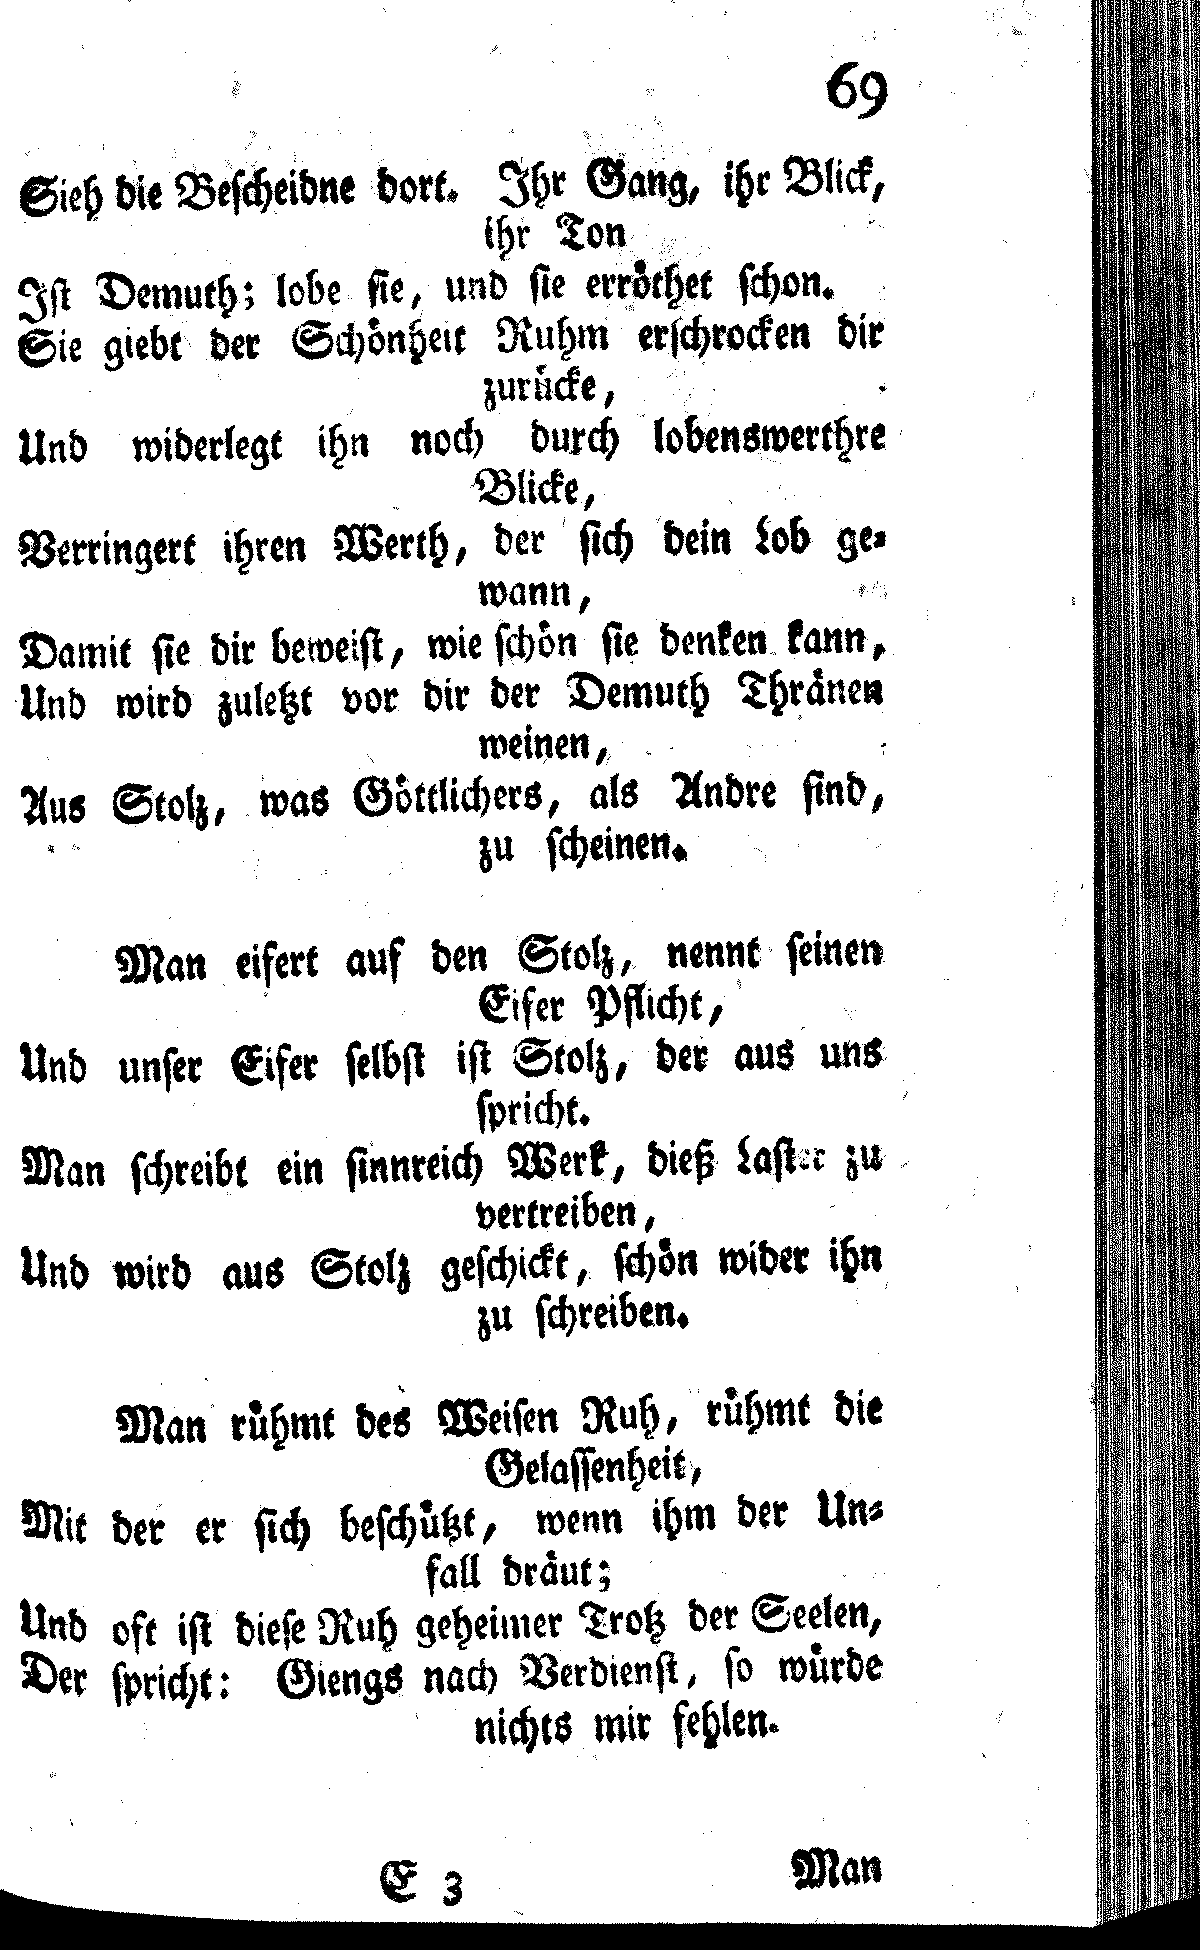 69
Sieh die Bescheidne dort. Ihr Gang, ihr Blick,
ihr Ton
Ist Demuth; lobe sie, und sie erröthet schon.
Sie giebt der Schönheit Ruhm erschrocken dir
zurücke,
Und widerlegt ihn noch durch lobenswerthre
Blicke,
Verringert ihren Werth, der sich dein Lob ge-
wann,
Damit sie dir beweist, wie schön sie denken kann,
Und wird zuletzt vor dir der Demuth Thränen
weinen,
Aus Stolz, was Göttlichers, als Andre sind,
zu scheinen.
Man eifert auf den Stolz, nennt seinen
Eifer Pflicht,
Und unser Eifer selbst ist Stolz, der aus uns
spricht.
Man schreibt ein sinnreich Werk, dieß Laster zu
vertreiben,
Und wird aus Stolz geschickt, schön wider ihn
zu schreiben.
Man rühmt des Weisen Ruh, rühmt die
Gelassenheit,
Mit der er sich beschützt, wenn ihm der Un-
fall dräut;
Und oft ist diese Ruh geheimer Trotz der Seelen,
Der spricht: Giengs nach Verdienst, so würde
nichts mir fehlen.
E 3 Man